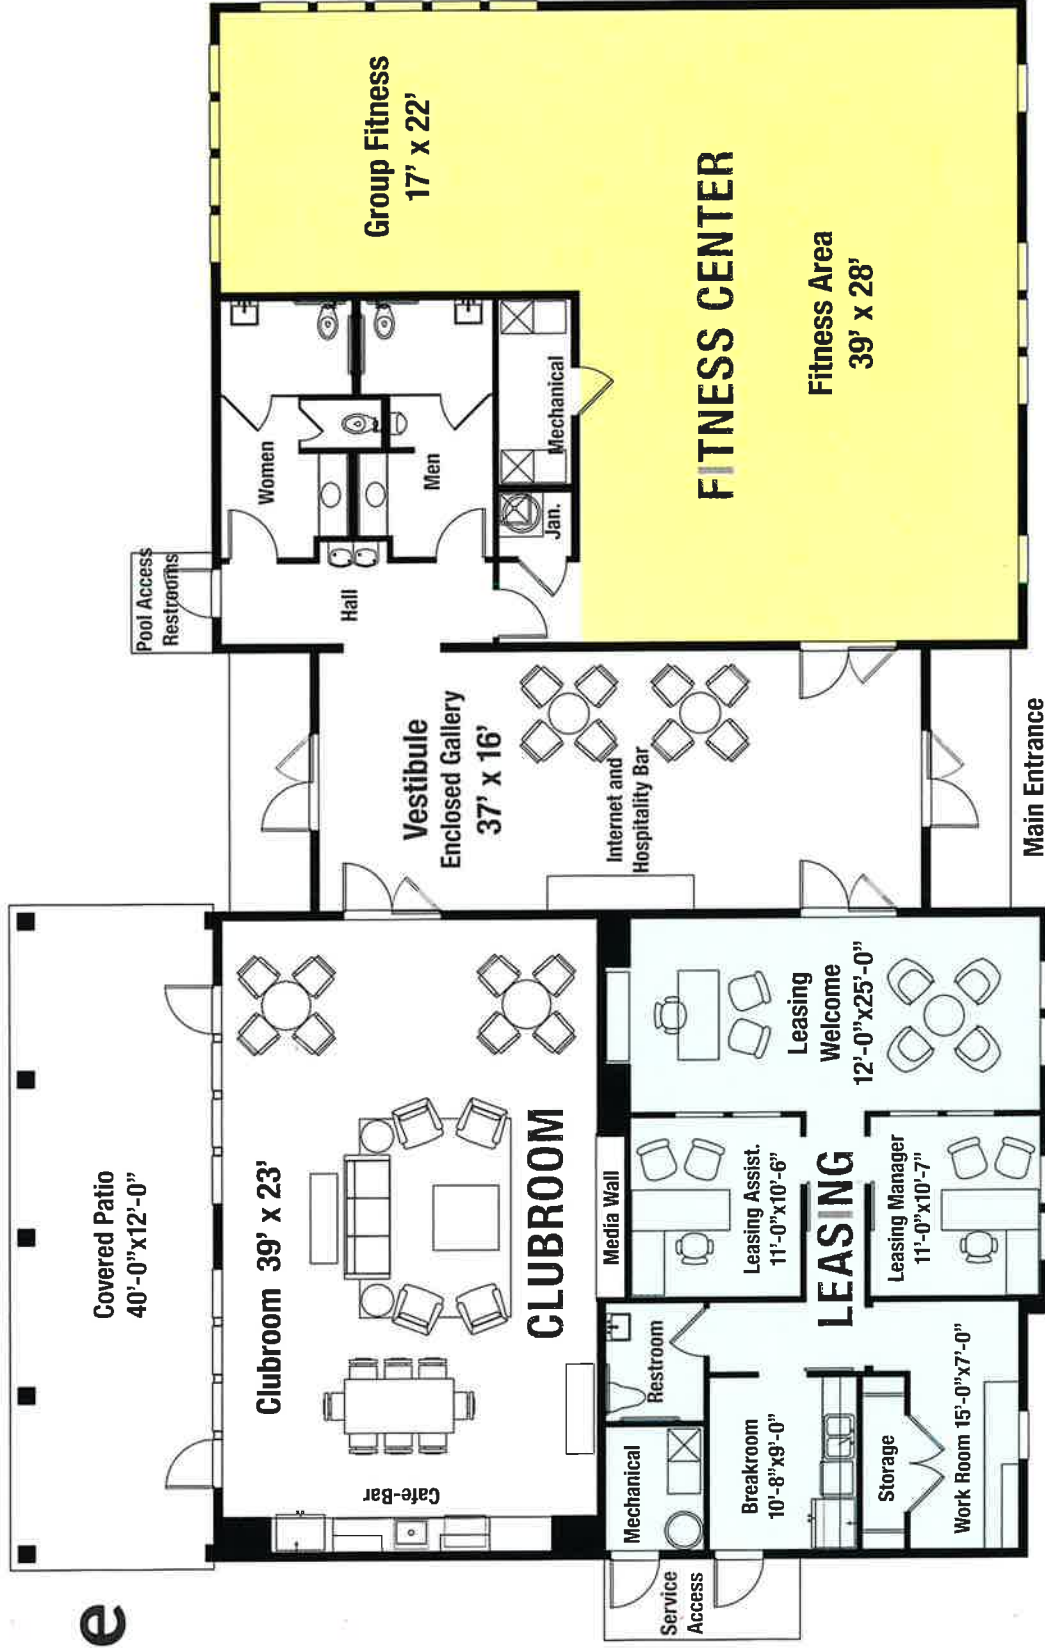 e
Covered Patio
40'-0"x12'-0"
Clubroom 39' x 23'
CLUBROOM
Cafe-Bar
Media Wall
Pool Access
Restrooms
Women
Men
Hall
Jan.
Mechanical
Group Fitness
17' x 22'
FITNESS CENTER
Fitness Area
39' x 28'
Vestibule
Enclosed Gallery
37' x 16'
Internet and
Hospitality Bar
Main Entrance
Leasing
Welcome
12'-0"x25'-0"
Leasing Assist.
11'-0"x10'-6"
LEASING
Leasing Manager
11'-0"x10'-7"
Restroom
Mechanical
Breakroom
10'-8"x9'-0"
Storage
Work Room 15'-0"x7'-0"
Service
Access